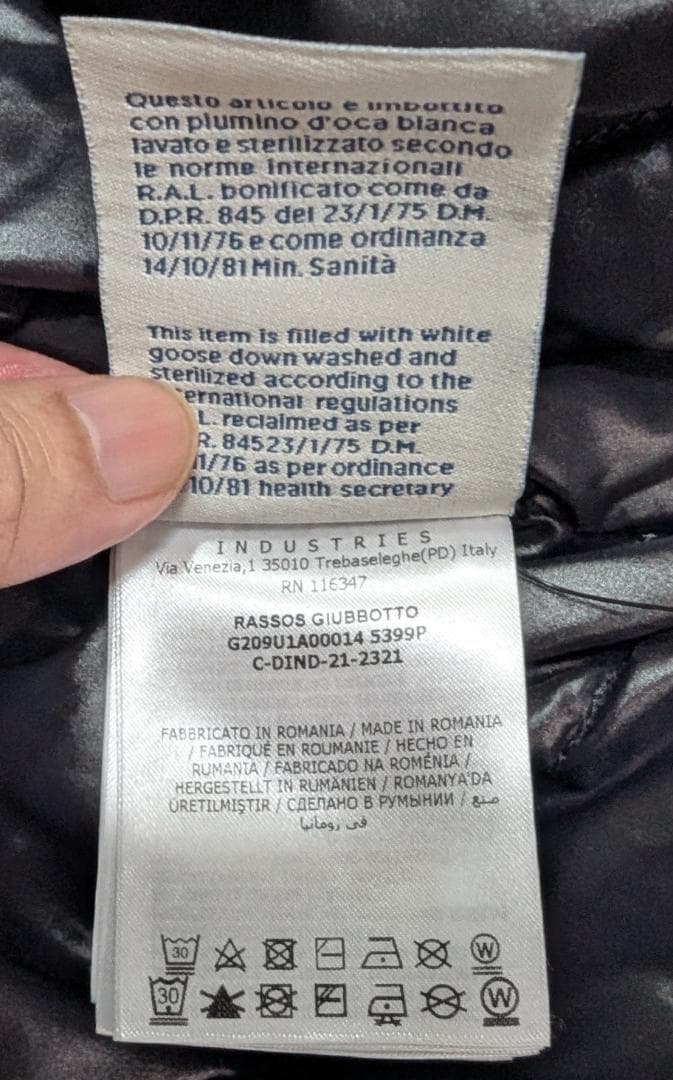 Questo articolo e imbottito
con piumino d'oca bianca
lavato e sterilizzato secondo
le norme internazionali
R.A.L. bonificato come da
D.P.R. 845 del 23/1/75 D.M.
10/11/76 e come ordinanza
14/10/81 Min. Sanità
This item is filled with white
goose down washed and
sterilized according to the
ernational regulations
L. reclaimed as per
R. 84523/1/75 D.M.
11/76 as per ordinance
10/81 health secretary
INDUSTRIES
Via Venezia,1 35010 Trebaseleghe(PD) Italy
RN 116347
RASSOS GIUBBOTTO
G209U1A00014 5399P
C-DIND-21-2321
FABBRICATO IN ROMANIA / MADE IN ROMANIA
/ FABRIQUÉ EN ROUMANIE / HECHO EN
RUMANIA / FABRICADO NA ROMÉNIA /
HERGESTELLT IN RUMÄNIEN / ROMANYA'DA
ÜRETİLMİŞTİR / СДЕЛАНО В РУМЫНИИ / صنع
في رومانيا
30 W
30 W